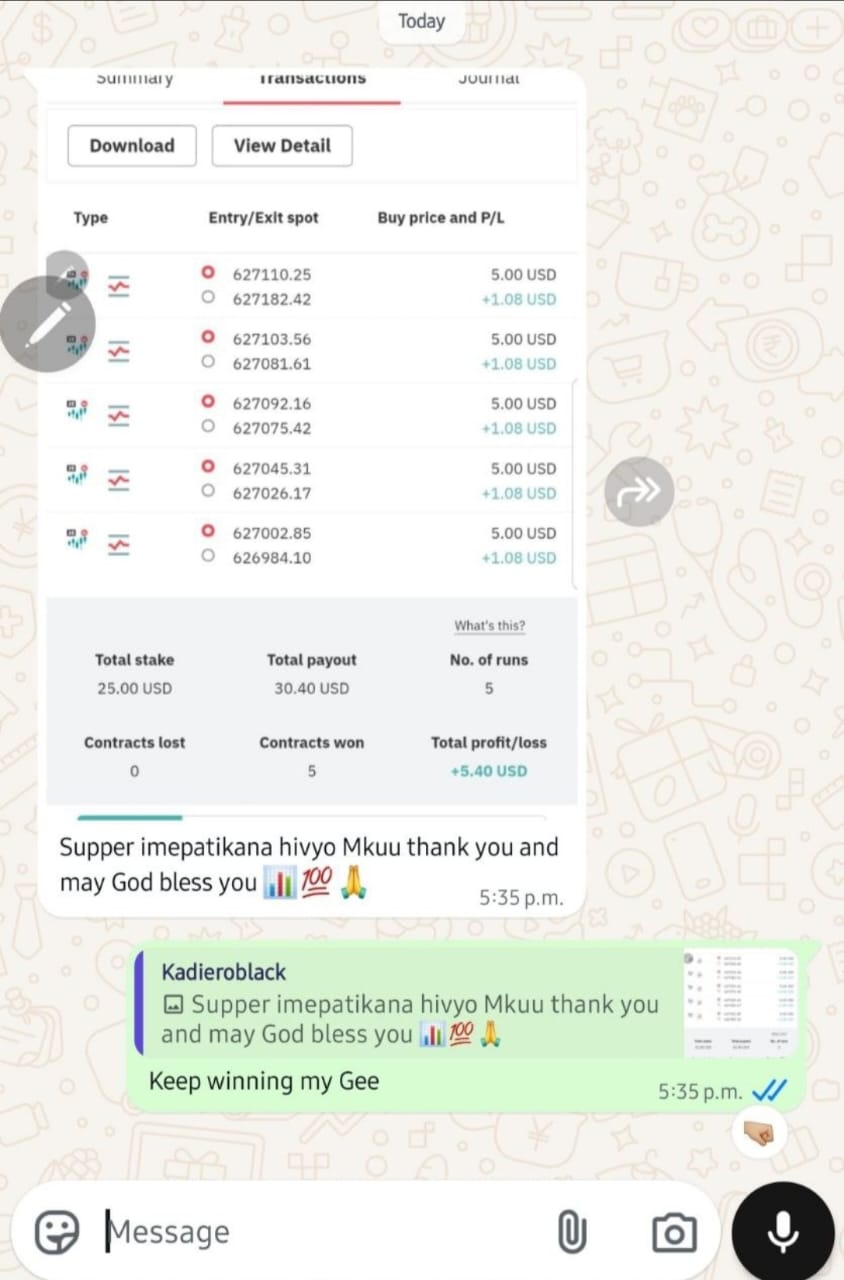 Today
Summary Transactions Journal
Download View Detail
Type Entry/Exit spot Buy price and P/L
627110.25 5.00 USD
627182.42 +1.08 USD
627103.56 5.00 USD
627081.61 +1.08 USD
627092.16 5.00 USD
627075.42 +1.08 USD
627045.31 5.00 USD
627026.17 +1.08 USD
627002.85 5.00 USD
626984.10 +1.08 USD
What's this?
Total stake Total payout No. of runs
25.00 USD 30.40 USD 5
Contracts lost Contracts won Total profit/loss
0 5 +5.40 USD
Supper imepatikana hivyo Mkuu thank you and
may God bless you 📊💯🙏
5:35 p.m.
Kadieroblack
Supper imepatikana hivyo Mkuu thank you
and may God bless you 📊💯🙏
Keep winning my Gee
5:35 p.m.
Message